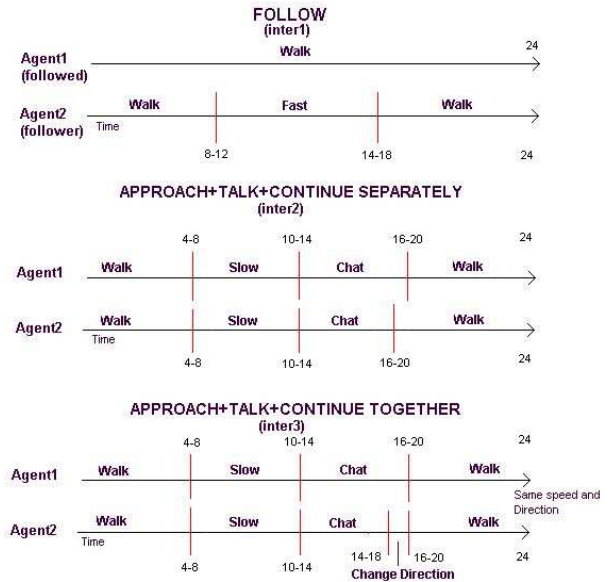 FOLLOW
(inter1)
Agent1 Walk 24
(followed)
Agent2 Walk Fast Walk
(follower) Time
8-12 14-18 24
APPROACH+TALK+CONTINUE SEPARATELY
(inter2)
4-8 10-14 16-20 24
Agent1 Walk Slow Chat Walk
Agent2 Walk Slow Chat Walk
Time
4-8 10-14 16-20 24
APPROACH+TALK+CONTINUE TOGETHER
(inter3)
4-8 10-14 16-20 24
Agent1 Walk Slow Chat Walk
Same speed and
Direction
Agent2 Walk Slow Chat Walk
Time
4-8 10-14 14-18 16-20 24
Change Direction